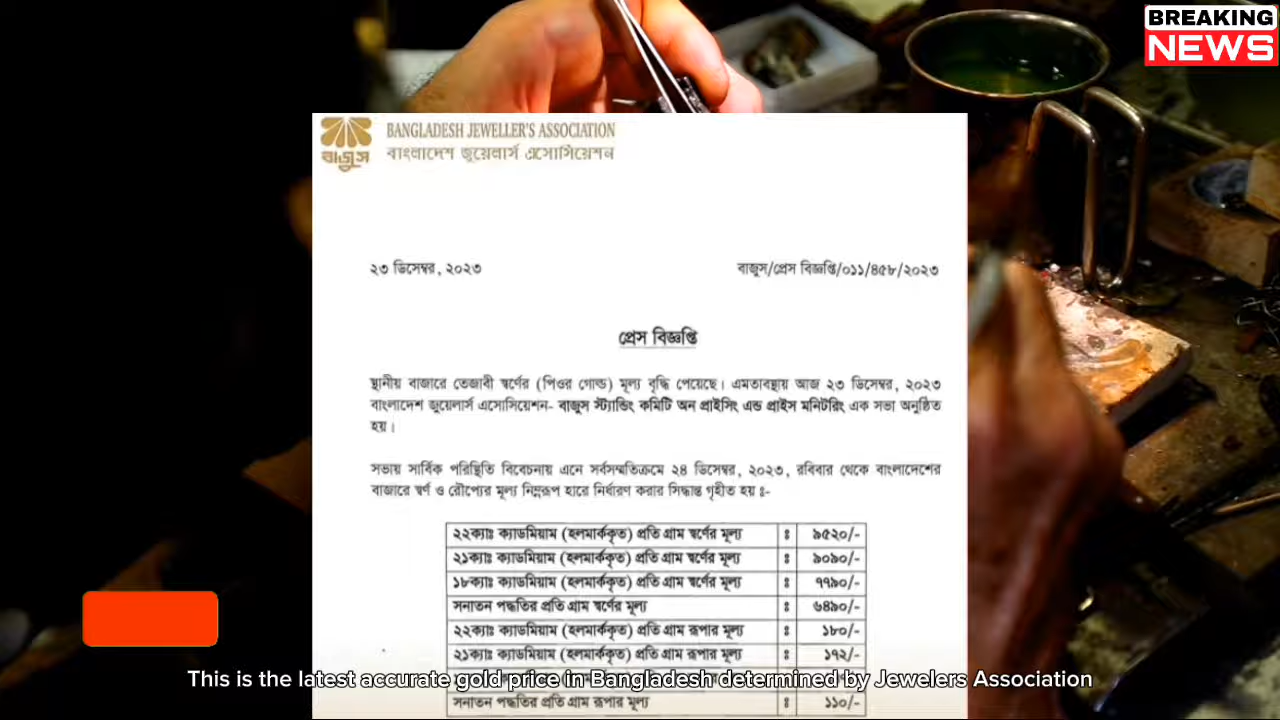 BREAKING
NEWS
বাজুস
BANGLADESH JEWELLER'S ASSOCIATION
বাংলাদেশ জুয়েলার্স এসোসিয়েশন
২৩ ডিসেম্বর, ২০২৩
বাজুস/প্রেস বিজ্ঞপ্তি/০১১/৪৫৮/২০২৩
প্রেস বিজ্ঞপ্তি
স্থানীয় বাজারে তেজাবী স্বর্ণের (পিওর গোল্ড) মূল্য বৃদ্ধি পেয়েছে। এমতাবস্থায় আজ ২৩ ডিসেম্বর, ২০২৩
বাংলাদেশ জুয়েলার্স এসোসিয়েশন- বাজুস স্ট্যান্ডিং কমিটি অন প্রাইসিং এন্ড প্রাইস মনিটরিং এক সভা অনুষ্ঠিত
হয়।
সভায় সার্বিক পরিস্থিতি বিবেচনায় এনে সর্বসম্মতিক্রমে ২৪ ডিসেম্বর, ২০২৩, রবিবার থেকে বাংলাদেশের
বাজারে স্বর্ণ ও রৌপ্যের মূল্য নিম্নরূপ হারে নির্ধারণ করার সিদ্ধান্ত গৃহীত হয় ঃ-
২২ক্যাঃ ক্যাডমিয়াম (হলমার্ককৃত) প্রতি গ্রাম স্বর্ণের মূল্য ঃ ৯৫২০/-
২১ক্যাঃ ক্যাডমিয়াম (হলমার্ককৃত) প্রতি গ্রাম স্বর্ণের মূল্য ঃ ৯০৯০/-
১৮ক্যাঃ ক্যাডমিয়াম (হলমার্ককৃত) প্রতি গ্রাম স্বর্ণের মূল্য ঃ ৭৭৯০/-
সনাতন পদ্ধতির প্রতি গ্রাম স্বর্ণের মূল্য ঃ ৬৪৯০/-
২২ক্যাঃ ক্যাডমিয়াম (হলমার্ককৃত) প্রতি গ্রাম রূপার মূল্য ঃ ১৮০/-
২১ক্যাঃ ক্যাডমিয়াম (হলমার্ককৃত) প্রতি গ্রাম রূপার মূল্য ঃ ১৭২/-
This is the latest accurate gold price in Bangladesh determined by Jewelers Association
সনাতন পদ্ধতির প্রতি গ্রাম রূপার মূল্য ঃ ১১০/-